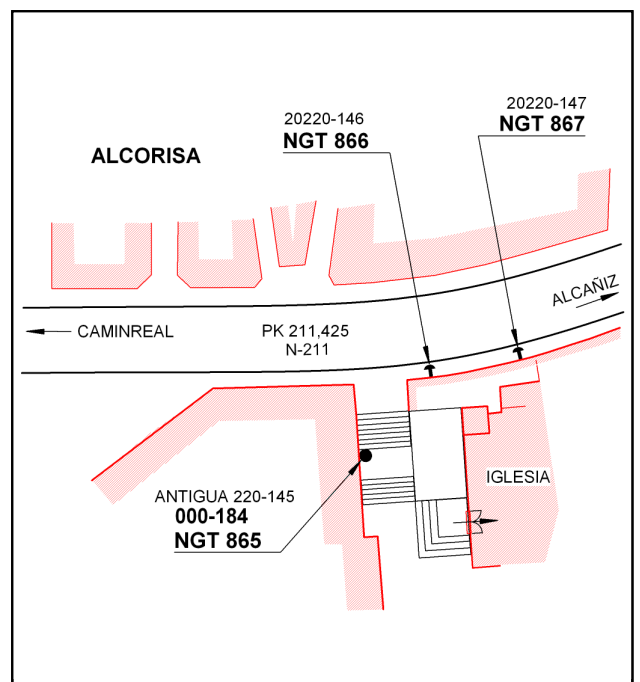 20220-147
NGT 867
20220-146
NGT 866
ALCORISA
ALCAÑIZ
CAMINREAL
PK 211,425
N-211
IGLESIA
ANTIGUA 220-145
000-184
NGT 865